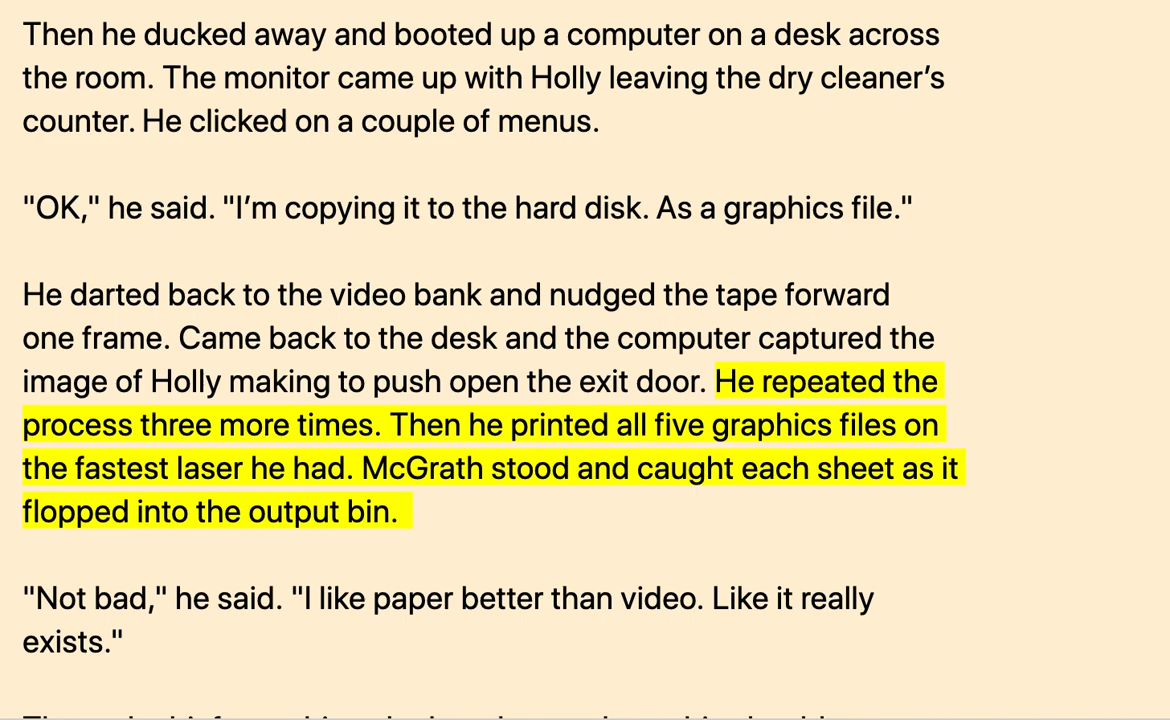 Then he ducked away and booted up a computer on a desk across
the room. The monitor came up with Holly leaving the dry cleaner’s
counter. He clicked on a couple of menus.
"OK," he said. "I’m copying it to the hard disk. As a graphics file."
He darted back to the video bank and nudged the tape forward
one frame. Came back to the desk and the computer captured the
image of Holly making to push open the exit door. He repeated the
process three more times. Then he printed all five graphics files on
the fastest laser he had. McGrath stood and caught each sheet as it
flopped into the output bin.
"Not bad," he said. "I like paper better than video. Like it really
exists."